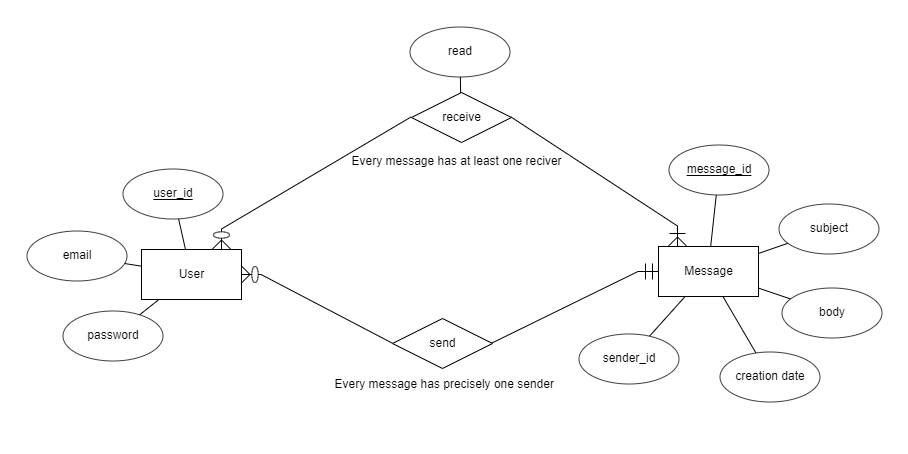 read
receive
Every message has at least one reciver
message_id
user_id
subject
email
User
Message
body
password
send
sender_id
creation date
Every message has precisely one sender